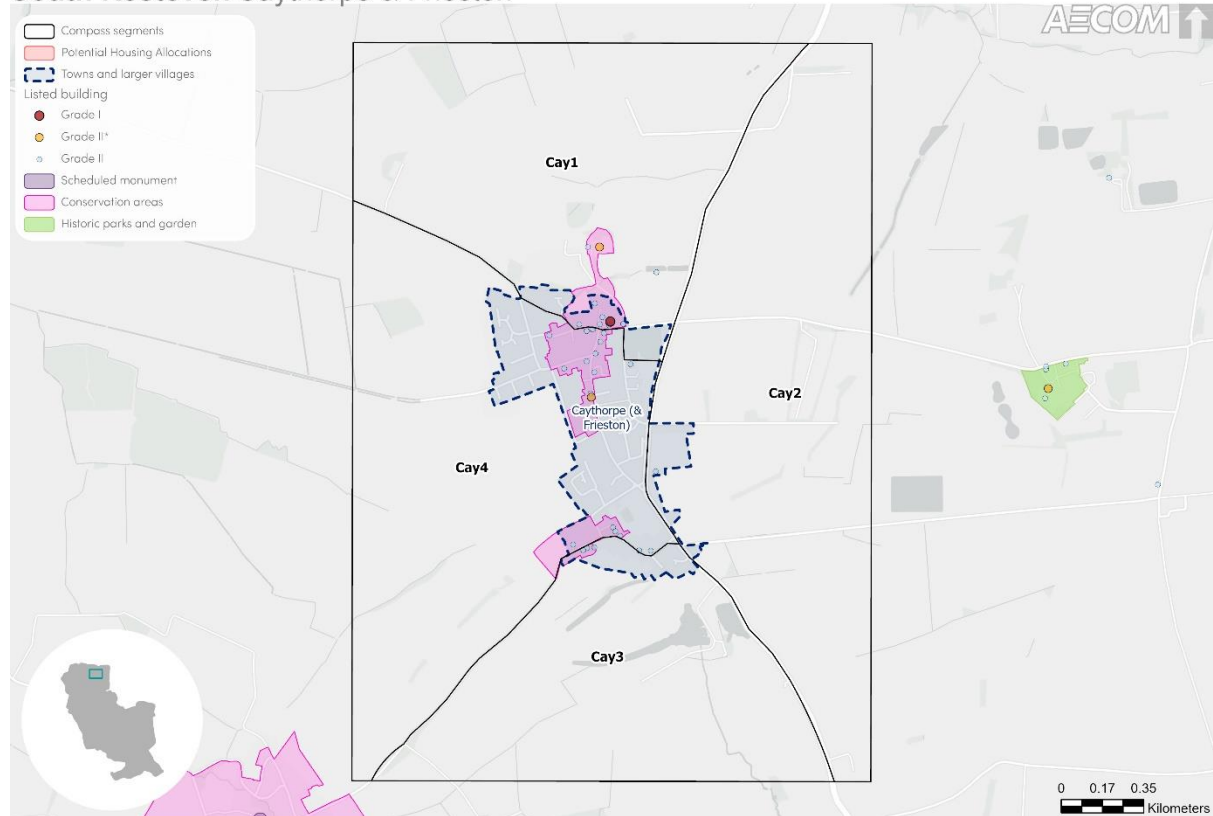 AECOM
Compass segments
Potential Housing Allocations
Towns and larger villages
Listed building
Grade I
Grade II*
Grade II
Scheduled monument
Conservation areas
Historic parks and garden
Cay1
Cay2
Caythorpe (&
Frieston)
Cay4
Cay3
0 0.17 0.35
Kilometers